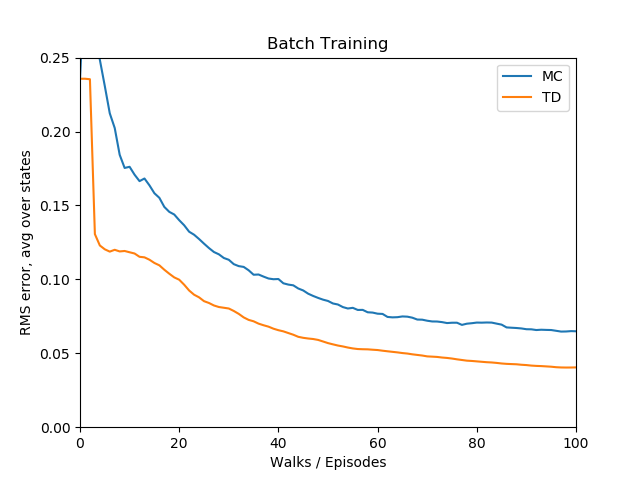 Batch Training
MC
TD
RMS error, avg over states
0.25
0.20
0.15
0.10
0.05
0.00
0 20 40 60 80 100
Walks / Episodes